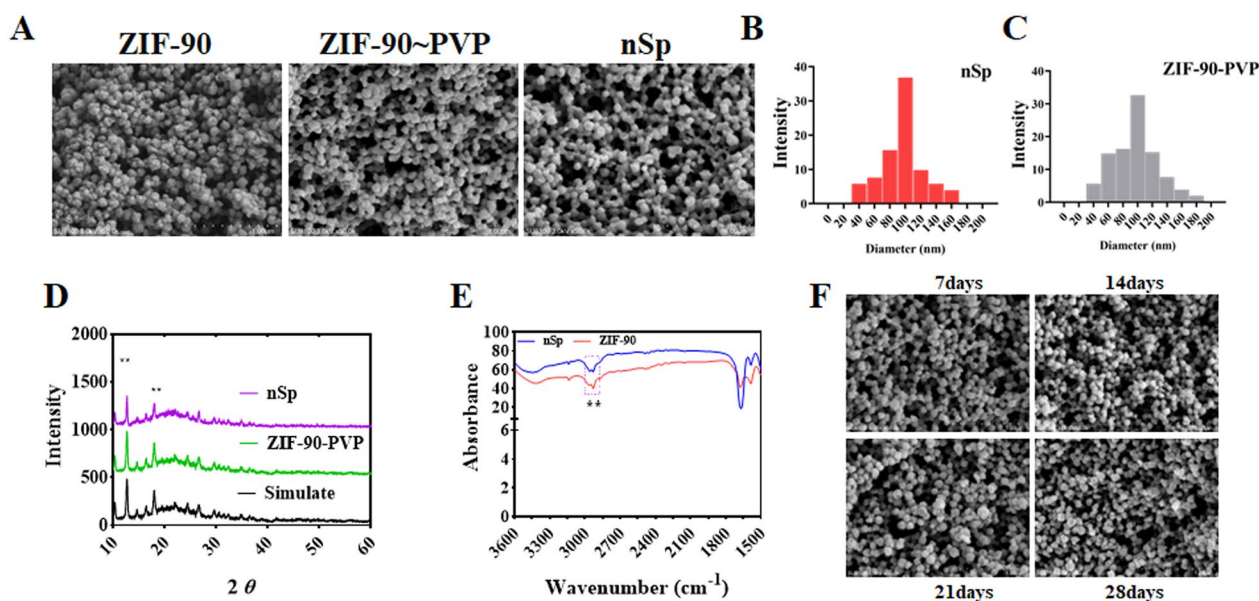 A
ZIF-90
ZIF-90~PVP
nSp
B
nSp
40
30
20
10
0
Intensity
0
20
40
60
80
100
120
140
160
180
200
Diameter (nm)
C
ZIF-90-PVP
40
30
20
10
0
Intensity
0
20
40
60
80
100
120
140
160
180
200
Diameter (nm)
D
2000
1500
1000
500
0
Intensity
**
**
nSp
ZIF-90-PVP
Simulate
10
20
30
40
50
60
2 θ
E
100
80
60
40
20
6
4
2
0
Absorbance
nSp
ZIF-90
**
3600
3300
3000
2700
2400
2100
1800
1500
Wavenumber (cm⁻¹)
F
7days
14days
21days
28days